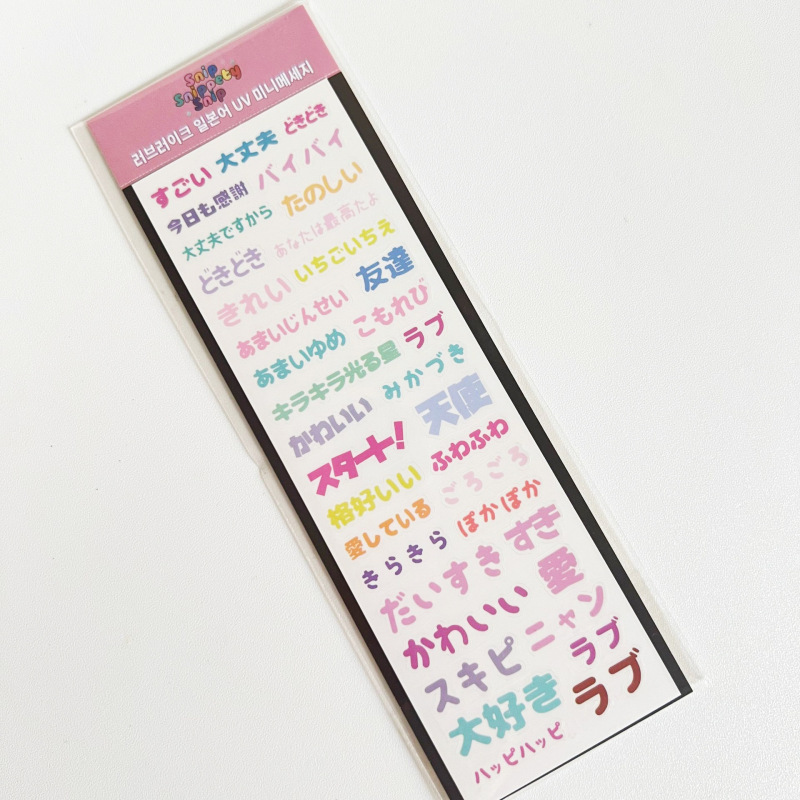 Snip
Snippety
Snip
러브러이크 일본어 UV 미니메세지
すごい 大丈夫 どきどき
今日も感謝 バイバイ
大丈夫ですから たのしい
どきどき あなたは最高だよ
きれい いちごいちえ
あまいじんせい 友達
あまいゆめ こもれび
キラキラ光る星 ラブ
かわいい みかづき
スタート! 天使
格好いい ふわふわ
愛している ごろごろ
きらきら ぽかぽか
だいすき すき
かわいい 愛
スキピ ニャン
大好き ラブ
ハッピハッピ ラブ